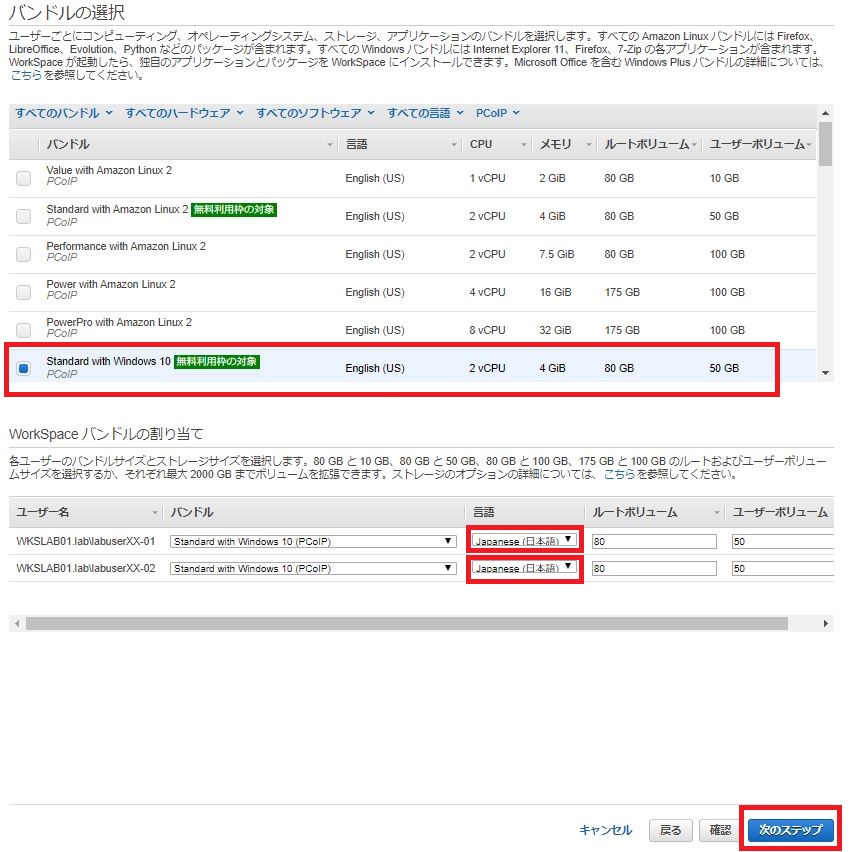 バンドルの選択
ユーザーごとにコンピューティング、オペレーティングシステム、ストレージ、アプリケーションのバンドルを選択します。すべての Amazon Linux バンドルには Firefox、
LibreOffice、Evolution、Python などのパッケージが含まれます。すべての Windows バンドルには Internet Explorer 11、Firefox、7-Zip の各アプリケーションが含まれます。
WorkSpace が起動したら、独自のアプリケーションとパッケージを WorkSpace にインストールできます。Microsoft Office を含む Windows Plus バンドルの詳細については、
こちらを参照してください。
すべてのバンドル すべてのハードウェア すべてのソフトウェア すべての言語 PCoIP
バンドル 言語 CPU メモリ ルートボリューム ユーザーボリューム
Value with Amazon Linux 2
PCoIP
English (US) 1 vCPU 2 GiB 80 GB 10 GB
Standard with Amazon Linux 2 無料利用枠の対象
PCoIP
English (US) 2 vCPU 4 GiB 80 GB 50 GB
Performance with Amazon Linux 2
PCoIP
English (US) 2 vCPU 7.5 GiB 80 GB 100 GB
Power with Amazon Linux 2
PCoIP
English (US) 4 vCPU 16 GiB 175 GB 100 GB
PowerPro with Amazon Linux 2
PCoIP
English (US) 8 vCPU 32 GiB 175 GB 100 GB
Standard with Windows 10 無料利用枠の対象
PCoIP
English (US) 2 vCPU 4 GiB 80 GB 50 GB
WorkSpace バンドルの割り当て
各ユーザーのバンドルサイズとストレージサイズを選択します。80 GB と 10 GB、80 GB と 50 GB、80 GB と 100 GB、175 GB と 100 GB のルートおよびユーザーボリュー
ムサイズを選択するか、それぞれ最大 2000 GB までボリュームを拡張できます。ストレージのオプションの詳細については、こちらを参照してください。
ユーザー名 バンドル 言語 ルートボリューム ユーザーボリューム
WKSLAB01.lab\labuserXX-01 Standard with Windows 10 (PCoIP) Japanese (日本語) 80 50
WKSLAB01.lab\labuserXX-02 Standard with Windows 10 (PCoIP) Japanese (日本語) 80 50
キャンセル 戻る 確認 次のステップ